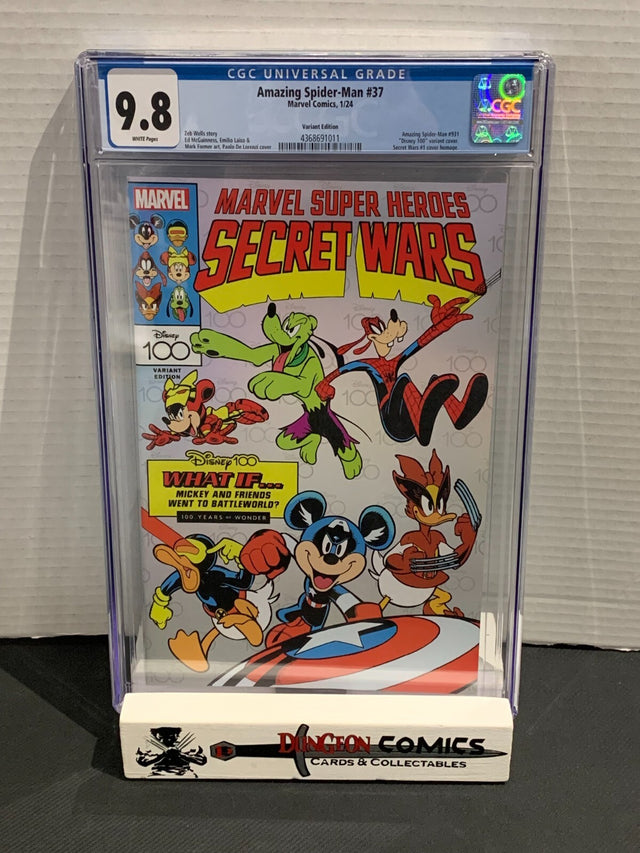 CGC UNIVERSAL GRADE
9.8
WHITE Pages
Amazing Spider-Man #37
Marvel Comics, 1/24
Variant Edition
Zeb Wells story
Ed McGuinness, Emilio Laiso &
Mark Farmer art, Paolo De Lorenzi cover
4368691011
Amazing Spider-Man #931
"Disney 100" variant cover.
Secret Wars #1 cover homage.
CGC
MARVEL
MARVEL SUPER HEROES
SECRET WARS
Disney
100
VARIANT
EDITION
Disney 100
WHAT IF...
MICKEY AND FRIENDS
WENT TO BATTLEWORLD?
100 YEARS OF WONDER
DUNGEON COMICS
CARDS & COLLECTABLES